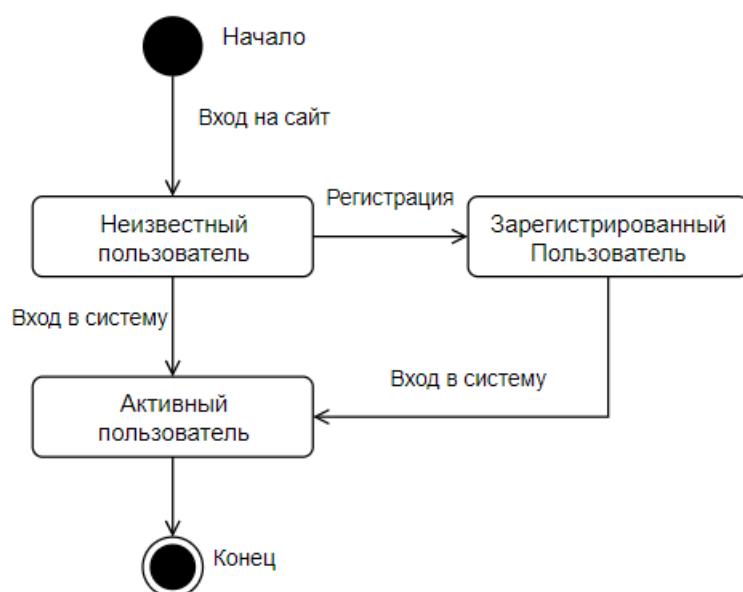 Начало
Вход на сайт
Регистрация
Неизвестный
пользователь
Зарегистрированный
Пользователь
Вход в систему
Вход в систему
Активный
пользователь
Конец